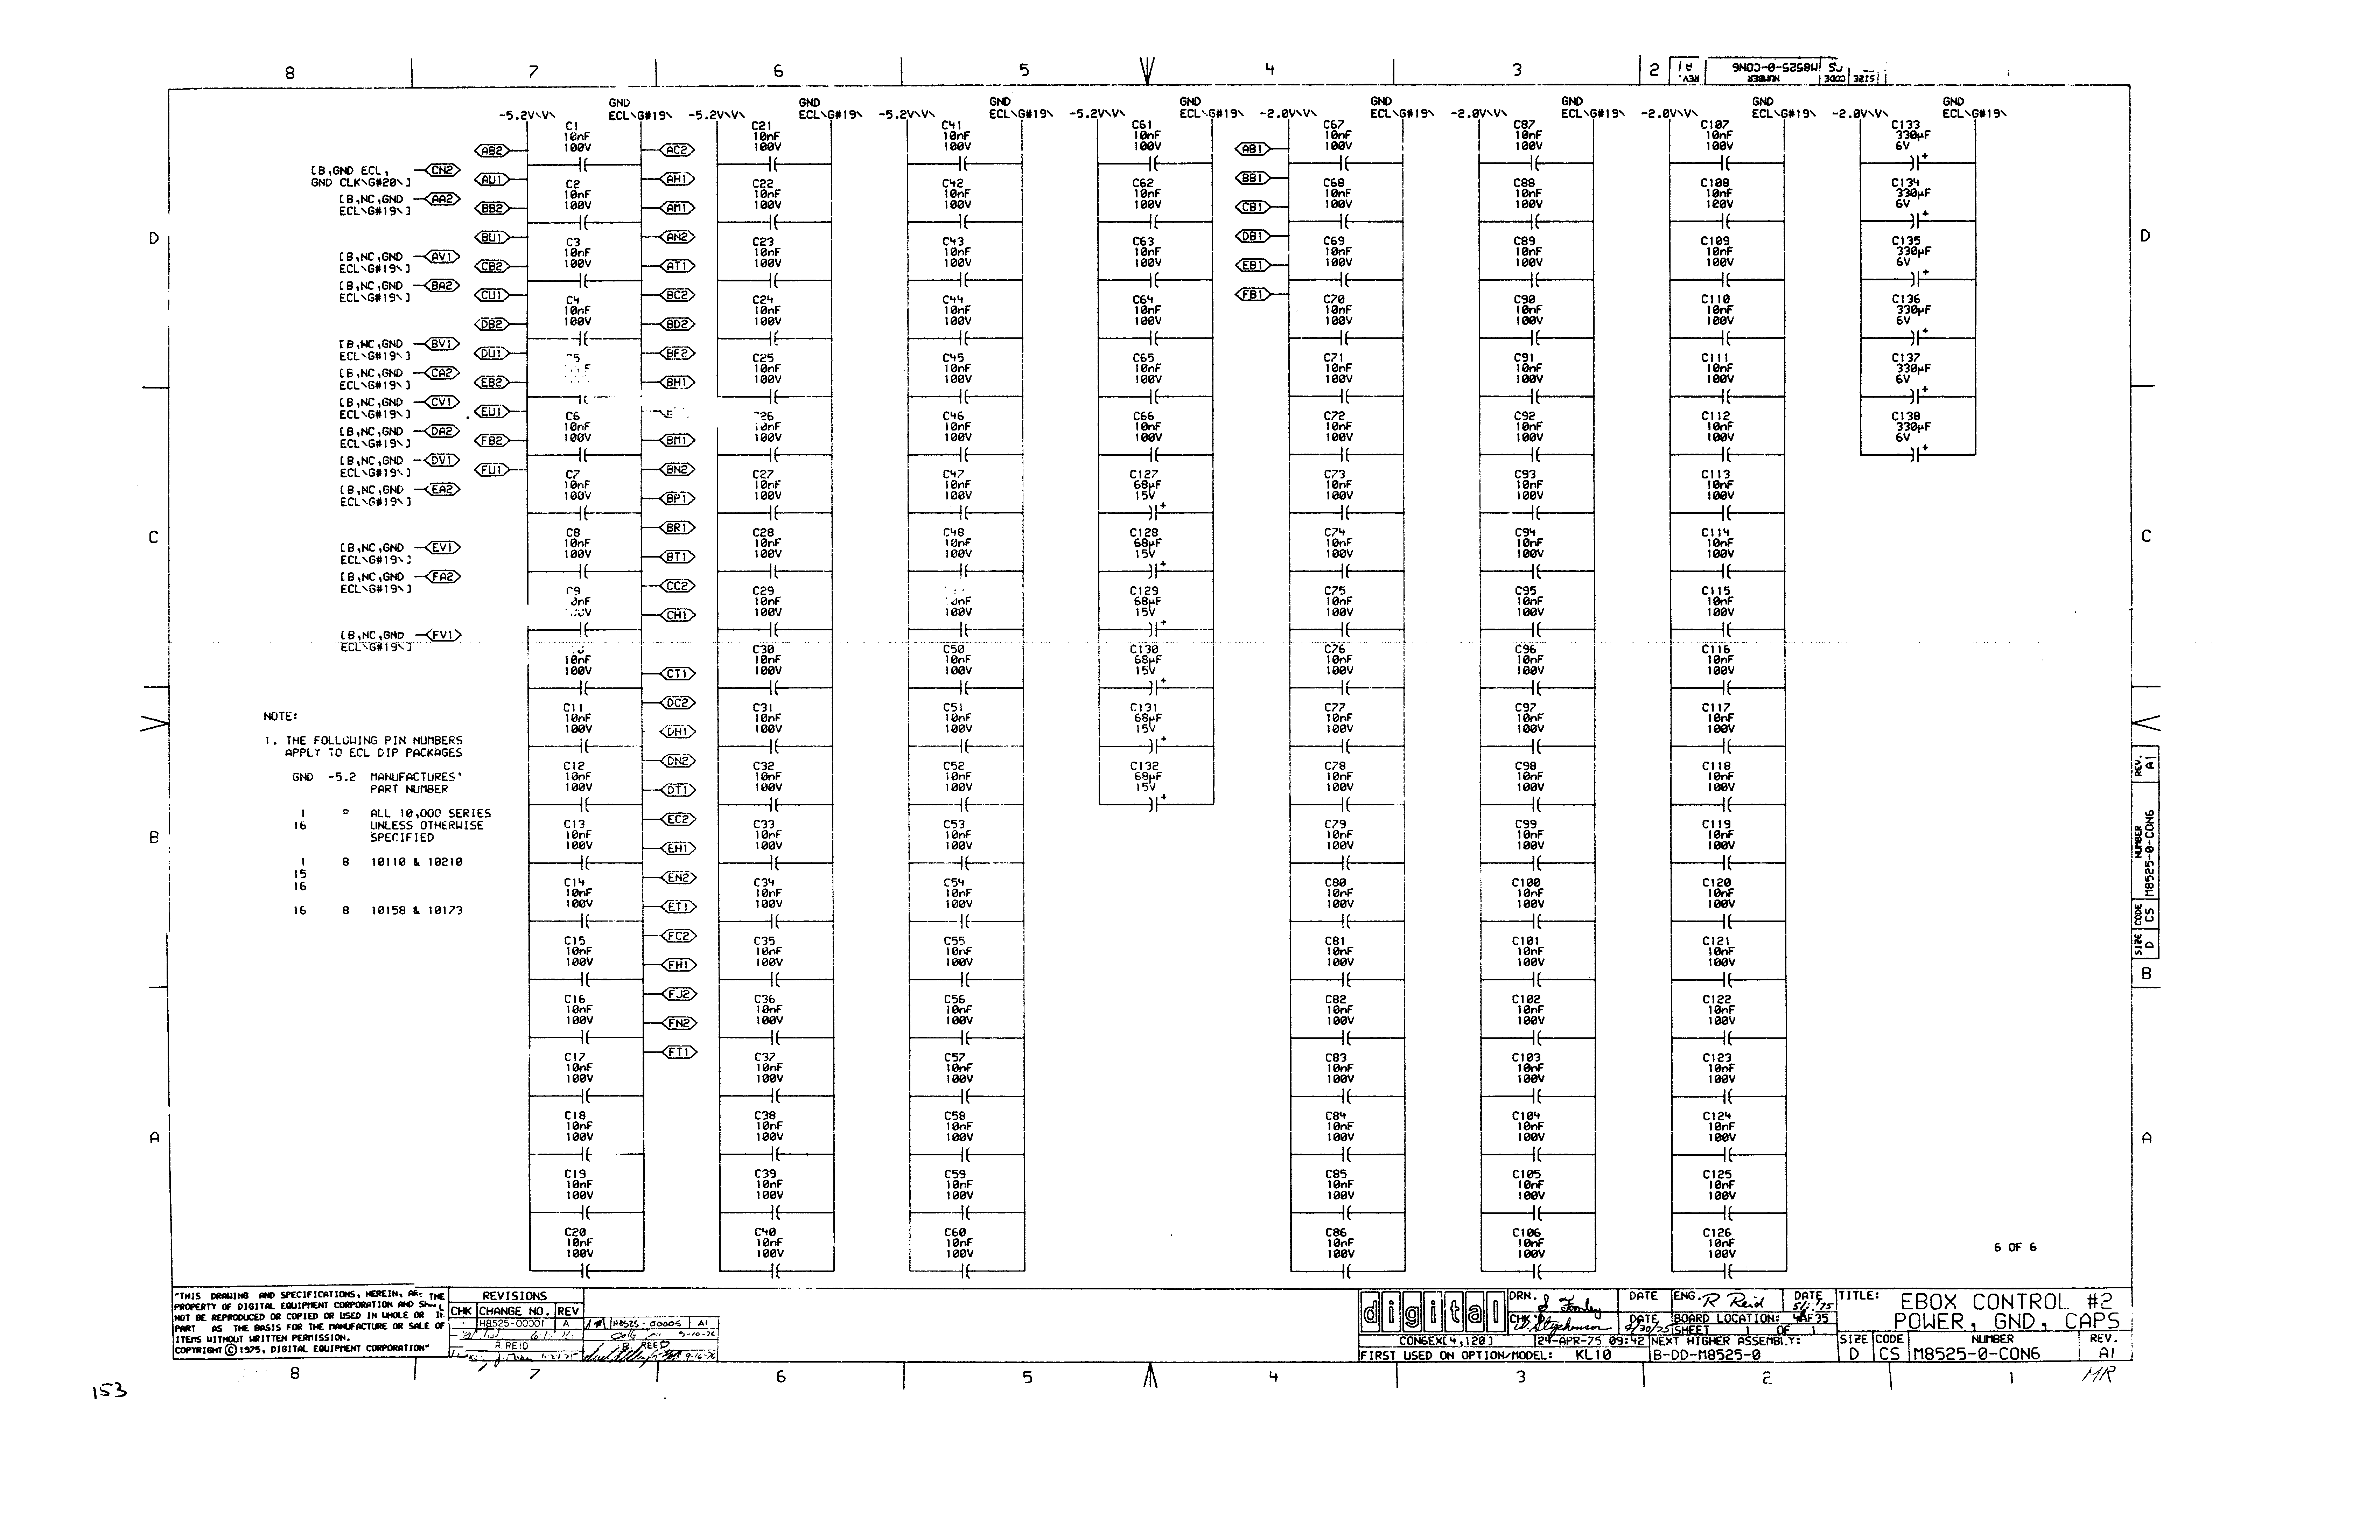 8 7 6 5 4 3 2
SIZE CODE NUMBER REV.
CS M8525-0-CON6 A1
-5.2V\V\ GND ECL\G#19\ -5.2V\V\ GND ECL\G#19\ -5.2V\V\ GND ECL\G#19\ -5.2V\V\ GND ECL\G#19\ -2.0V\V\ GND ECL\G#19\ -2.0V\V\ GND ECL\G#19\ -2.0V\V\ GND ECL\G#19\ -2.0V\V\ GND ECL\G#19\
[B,GND ECL, CN2
GND CLK\G#20\]
[B,NC,GND AA2
ECL\G#19\]
[B,NC,GND AV1
ECL\G#19\]
[B,NC,GND BA2
ECL\G#19\]
[B,NC,GND BV1
ECL\G#19\]
[B,NC,GND CA2
ECL\G#19\]
[B,NC,GND CV1
ECL\G#19\]
[B,NC,GND DA2
ECL\G#19\]
[B,NC,GND DV1
ECL\G#19\]
[B,NC,GND EA2
ECL\G#19\]
[B,NC,GND EV1
ECL\G#19\]
[B,NC,GND FA2
ECL\G#19\]
[B,NC,GND FV1
ECL\G#19\]
AB2
AU1
BB2
BU1
CB2
CU1
DB2
DU1
EB2
EU1
FB2
FU1
C1 10nF 100V
C2 10nF 100V
C3 10nF 100V
C4 10nF 100V
C6 10nF 100V
C7 10nF 100V
C8 10nF 100V
C9
10nF 100V
C11 10nF 100V
C12 10nF 100V
C13 10nF 100V
C14 10nF 100V
C15 10nF 100V
C16 10nF 100V
C17 10nF 100V
C18 10nF 100V
C19 10nF 100V
C20 10nF 100V
AC2
AH1
AM1
AN2
AT1
BC2
BD2
BF2
BH1
BM1
BN2
BP1
BR1
BT1
CC2
CH1
CT1
DC2
DH1
DN2
DT1
EC2
EH1
EN2
ET1
FC2
FH1
FJ2
FN2
FT1
C21 10nF 100V
C22 10nF 100V
C23 10nF 100V
C24 10nF 100V
C25 10nF 100V
C26 10nF 100V
C27 10nF 100V
C28 10nF 100V
C29 10nF 100V
C30 10nF 100V
C31 10nF 100V
C32 10nF 100V
C33 10nF 100V
C34 10nF 100V
C35 10nF 100V
C36 10nF 100V
C37 10nF 100V
C38 10nF 100V
C39 10nF 100V
C40 10nF 100V
C41 10nF 100V
C42 10nF 100V
C43 10nF 100V
C44 10nF 100V
C45 10nF 100V
C46 10nF 100V
C47 10nF 100V
C48 10nF 100V
100V
C50 10nF 100V
C51 10nF 100V
C52 10nF 100V
C53 10nF 100V
C54 10nF 100V
C55 10nF 100V
C56 10nF 100V
C57 10nF 100V
C58 10nF 100V
C59 10nF 100V
C60 10nF 100V
C61 10nF 100V
C62 10nF 100V
C63 10nF 100V
C64 10nF 100V
C65 10nF 100V
C66 10nF 100V
C127 68µF 15V +
C128 68µF 15V +
C129 68µF 15V +
C130 68µF 15V +
C131 68µF 15V +
C132 68µF 15V +
AB1
BB1
CB1
DB1
EB1
FB1
C67 10nF 100V
C68 10nF 100V
C69 10nF 100V
C70 10nF 100V
C71 10nF 100V
C72 10nF 100V
C73 10nF 100V
C74 10nF 100V
C75 10nF 100V
C76 10nF 100V
C77 10nF 100V
C78 10nF 100V
C79 10nF 100V
C80 10nF 100V
C81 10nF 100V
C82 10nF 100V
C83 10nF 100V
C84 10nF 100V
C85 10nF 100V
C86 10nF 100V
C87 10nF 100V
C88 10nF 100V
C89 10nF 100V
C90 10nF 100V
C91 10nF 100V
C92 10nF 100V
C93 10nF 100V
C94 10nF 100V
C95 10nF 100V
C96 10nF 100V
C97 10nF 100V
C98 10nF 100V
C99 10nF 100V
C100 10nF 100V
C101 10nF 100V
C102 10nF 100V
C103 10nF 100V
C104 10nF 100V
C105 10nF 100V
C106 10nF 100V
C107 10nF 100V
C108 10nF 120V
C109 10nF 100V
C110 10nF 100V
C111 10nF 100V
C112 10nF 100V
C113 10nF 100V
C114 10nF 100V
C115 10nF 100V
C116 10nF 100V
C117 10nF 100V
C118 10nF 100V
C119 10nF 100V
C120 10nF 100V
C121 10nF 100V
C122 10nF 100V
C123 10nF 100V
C124 10nF 100V
C125 10nF 100V
C126 10nF 100V
C133 330µF 6V +
C134 330µF 6V +
C135 330µF 6V +
C136 330µF 6V +
C137 330µF 6V +
C138 330µF 6V +
D D
C C
B B
A A
NOTE:
1. THE FOLLOWING PIN NUMBERS
APPLY TO ECL DIP PACKAGES
GND -5.2 MANUFACTURES'
PART NUMBER
1 ALL 10,000 SERIES
16 UNLESS OTHERWISE
SPECIFIED
1 8 10110 & 10210
15
16
16 8 10158 & 10173
SIZE CODE NUMBER REV.
D CS M8525-0-CON6 A1
6 OF 6
"THIS DRAWING AND SPECIFICATIONS, HEREIN, ARE THE
PROPERTY OF DIGITAL EQUIPMENT CORPORATION AND SHALL
NOT BE REPRODUCED OR COPIED OR USED IN WHOLE OR IN
PART AS THE BASIS FOR THE MANUFACTURE OR SALE OF
ITEMS WITHOUT WRITTEN PERMISSION.
COPYRIGHT © 1975, DIGITAL EQUIPMENT CORPORATION"
REVISIONS
CHK CHANGE NO. REV
M8525-00001 A M8525-00005 A1
9-10-76
R.REID B. REED
9-16-76
digital
DRN. DATE ENG. R Reid DATE
CHK'D DATE 4/30/75 BOARD LOCATION: 4AF35
SHEET 1 OF 1
CON6EX[4,120] 24-APR-75 09:42 NEXT HIGHER ASSEMBLY:
FIRST USED ON OPTION/MODEL: KL10 B-DD-M8525-0
TITLE: EBOX CONTROL #2
POWER, GND, CAPS
SIZE CODE NUMBER REV.
D CS M8525-0-CON6 A1
8 7 6 5 4 3 2 1
MR
153